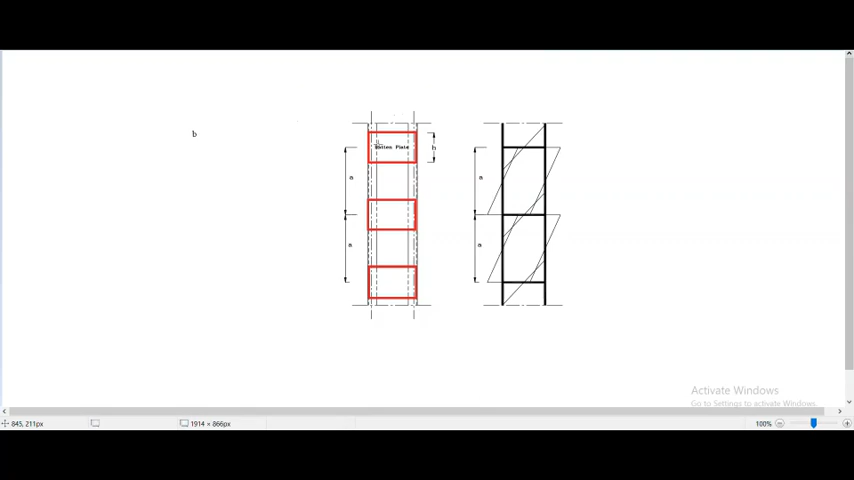 b
Batten Plate
h
a
a
a
a
Activate Windows
Go to Settings to activate Windows.
845, 211px
1914 × 866px
100%